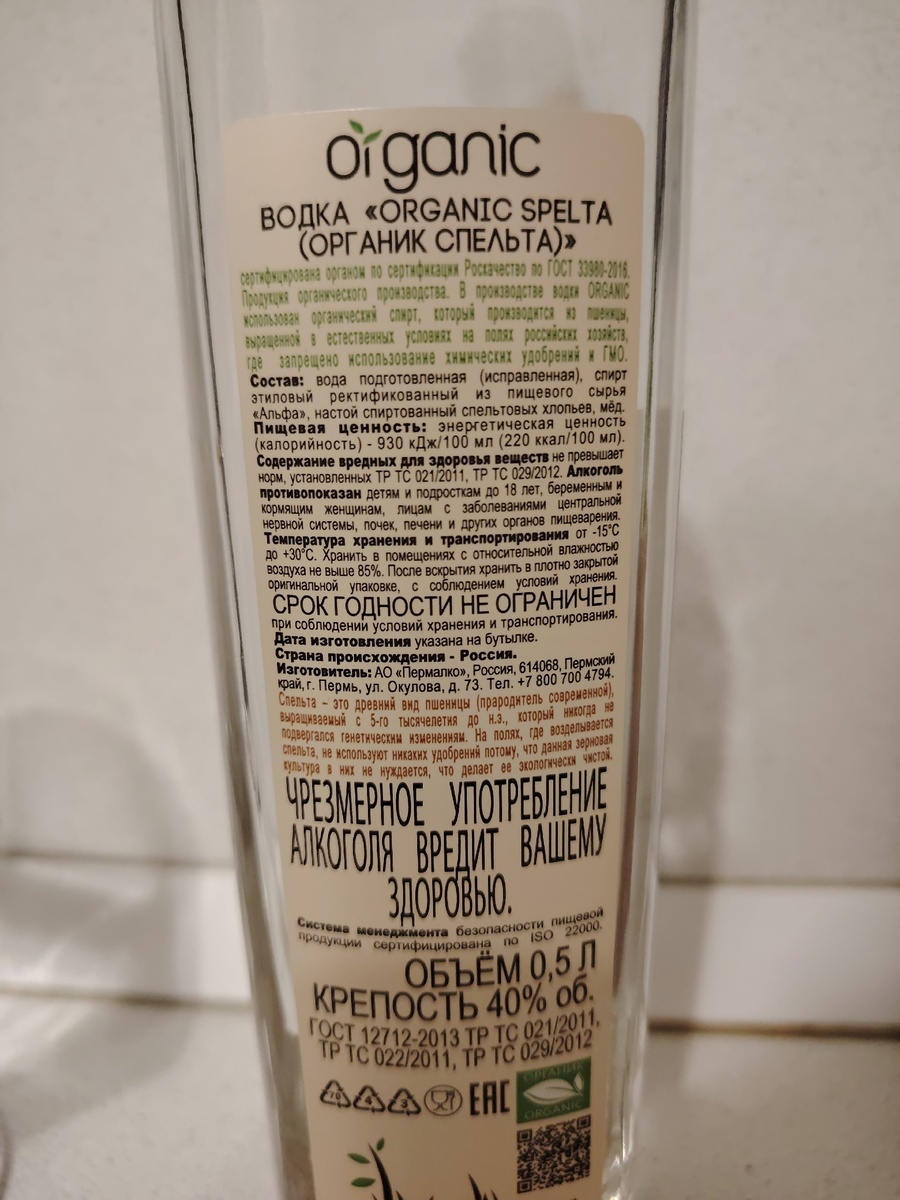 organic
ВОДКА «ORGANIC SPELTA
(ОРГАНИК СПЕЛЬТА)»
сертифицирована органом по сертификации Роскачество по ГОСТ 33980-2016.
Продукция органического производства. В производстве водки ORGANIC
использован органический спирт, который производится из пшеницы,
выращенной в естественных условиях на полях российских хозяйств,
где запрещено использование химических удобрений и ГМО.
Состав: вода подготовленная (исправленная), спирт
этиловый ректификованный из пищевого сырья
«Альфа», настой спиртованный спельтовых хлопьев, мёд.
Пищевая ценность: энергетическая ценность
(калорийность) - 930 кДж/100 мл (220 ккал/100 мл).
Содержание вредных для здоровья веществ не превышает
норм, установленных ТР ТС 021/2011, ТР ТС 029/2012. Алкоголь
противопоказан детям и подросткам до 18 лет, беременным и
кормящим женщинам, лицам с заболеваниями центральной
нервной системы, почек, печени и других органов пищеварения.
Температура хранения и транспортирования от -15°С
до +30°С. Хранить в помещениях с относительной влажностью
воздуха не выше 85%. После вскрытия хранить в плотно закрытой
оригинальной упаковке, с соблюдением условий хранения.
СРОК ГОДНОСТИ НЕ ОГРАНИЧЕН
при соблюдении условий хранения и транспортирования.
Дата изготовления указана на бутылке.
Страна происхождения - Россия.
Изготовитель: АО «Пермалко», Россия, 614068, Пермский
край, г. Пермь, ул. Окулова, д. 73. Тел. +7 800 700 4794.
Спельта - это древний вид пшеницы (прародитель современной),
выращиваемый с 5-го тысячелетия до н.э., который никогда не
подвергался генетическим изменениям. На полях, где возделывается
спельта, не используют никаких удобрений потому, что данная зерновая
культура в них не нуждается, что делает ее экологически чистой.
ЧРЕЗМЕРНОЕ УПОТРЕБЛЕНИЕ
АЛКОГОЛЯ ВРЕДИТ ВАШЕМУ
ЗДОРОВЬЮ.
Система менеджмента безопасности пищевой
продукции сертифицирована по ISO 22000.
ОБЪЁМ 0,5 Л
КРЕПОСТЬ 40% об.
ГОСТ 12712-2013 ТР ТС 021/2011,
ТР ТС 022/2011, ТР ТС 029/2012
70 4 3 ЕАС
ОРГАНИК
ORGANIC